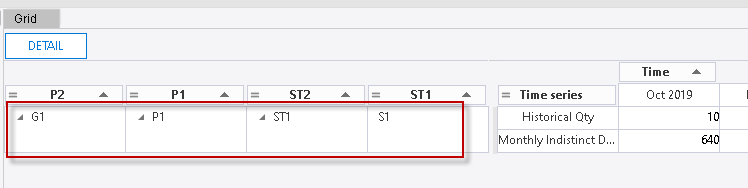 Grid
DETAIL
Time
P2 P1 ST2 ST1 Time series Oct 2019
G1 P1 ST1 S1 Historical Qty 10
Monthly Indistinct D... 640